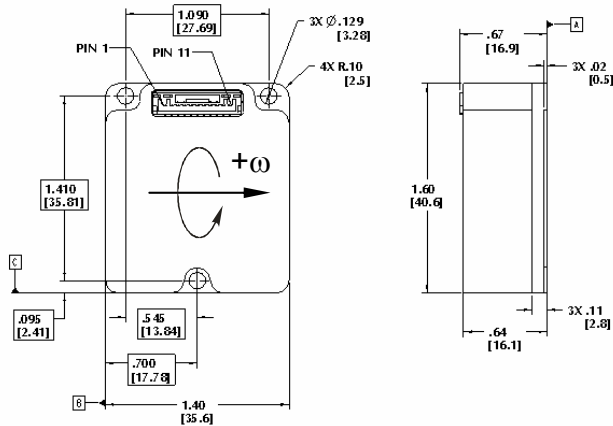 1.090
[27.69]
3X Ø.129
[3.28]
A
PIN 1
PIN 11
4X R.10
[2.5]
.67
[16.9]
3X .02
[0.5]
+ω
1.410
[35.81]
1.60
[40.6]
C
.095
[2.41]
.545
[13.84]
3X .11
[2.8]
.64
[16.1]
.700
[17.78]
B
1.40
[35.6]